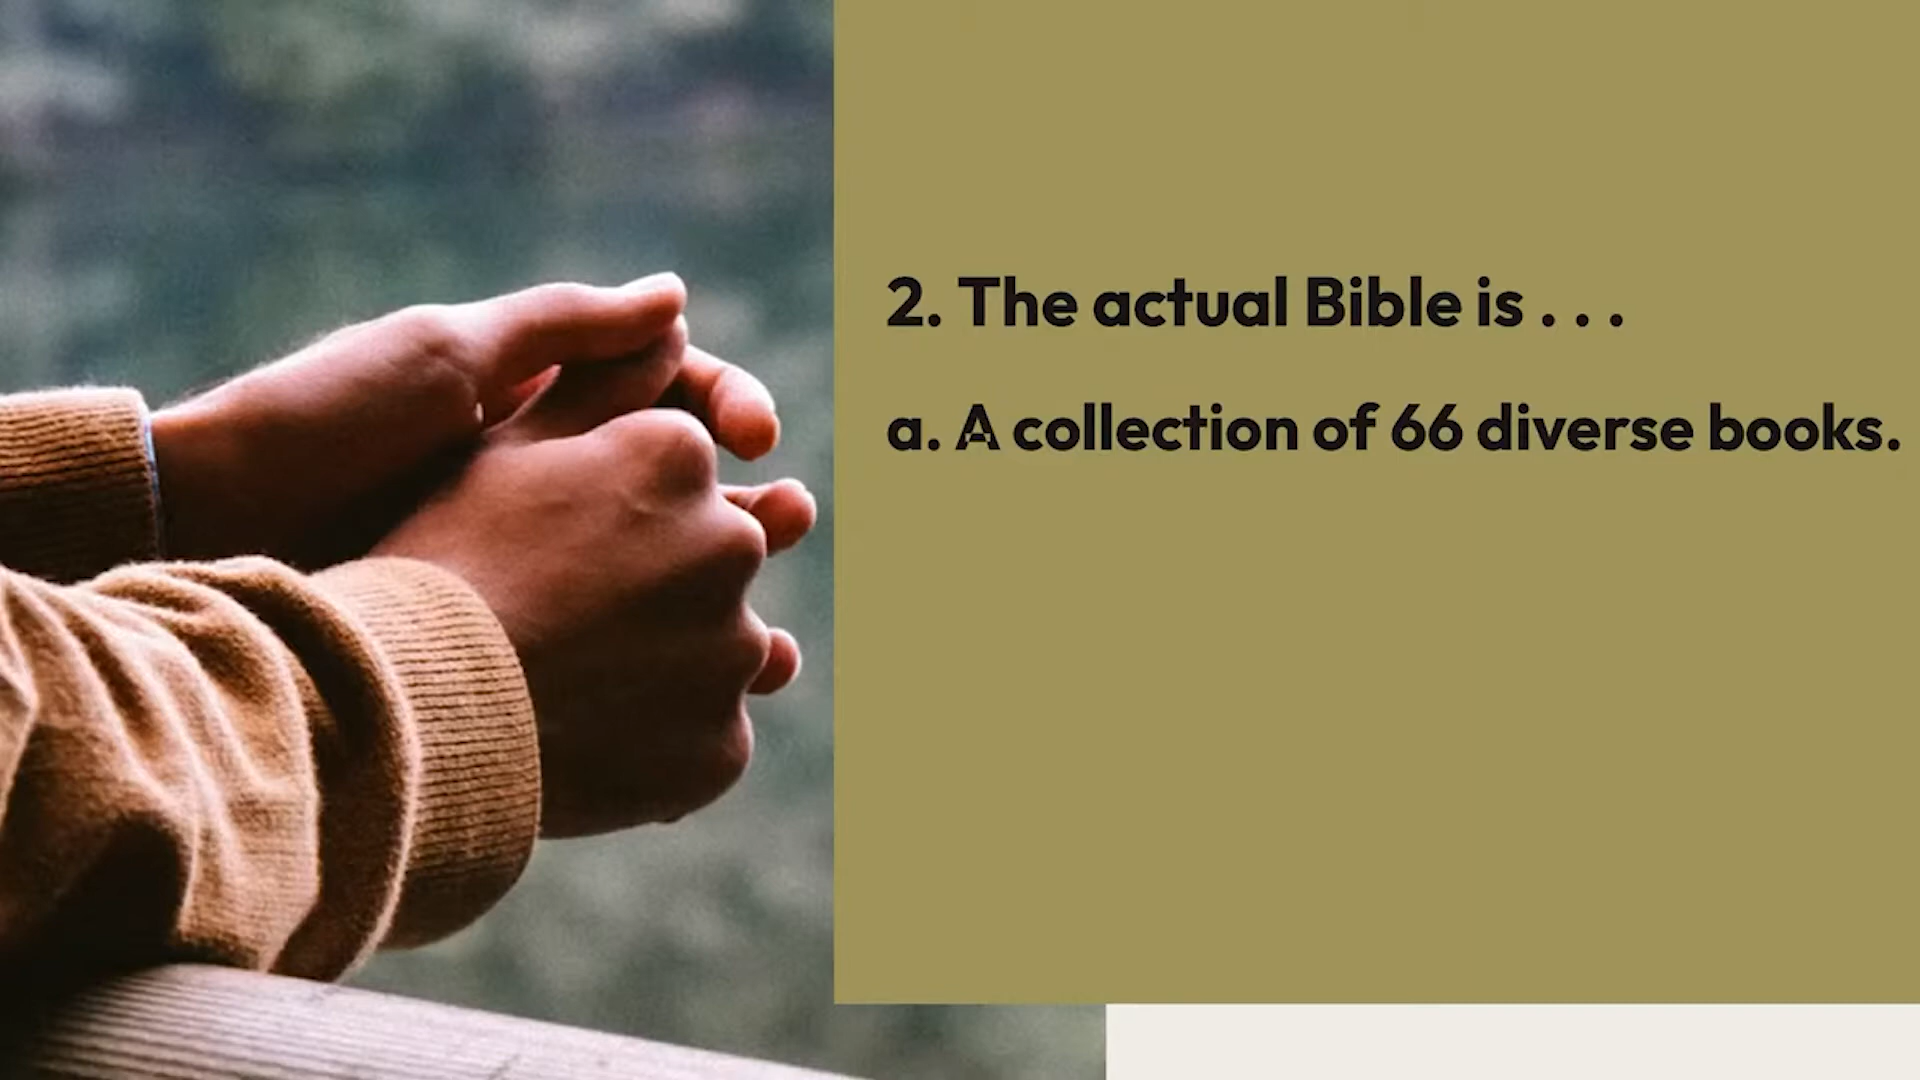 2. The actual Bible is . . .
a. A collection of 66 diverse books.